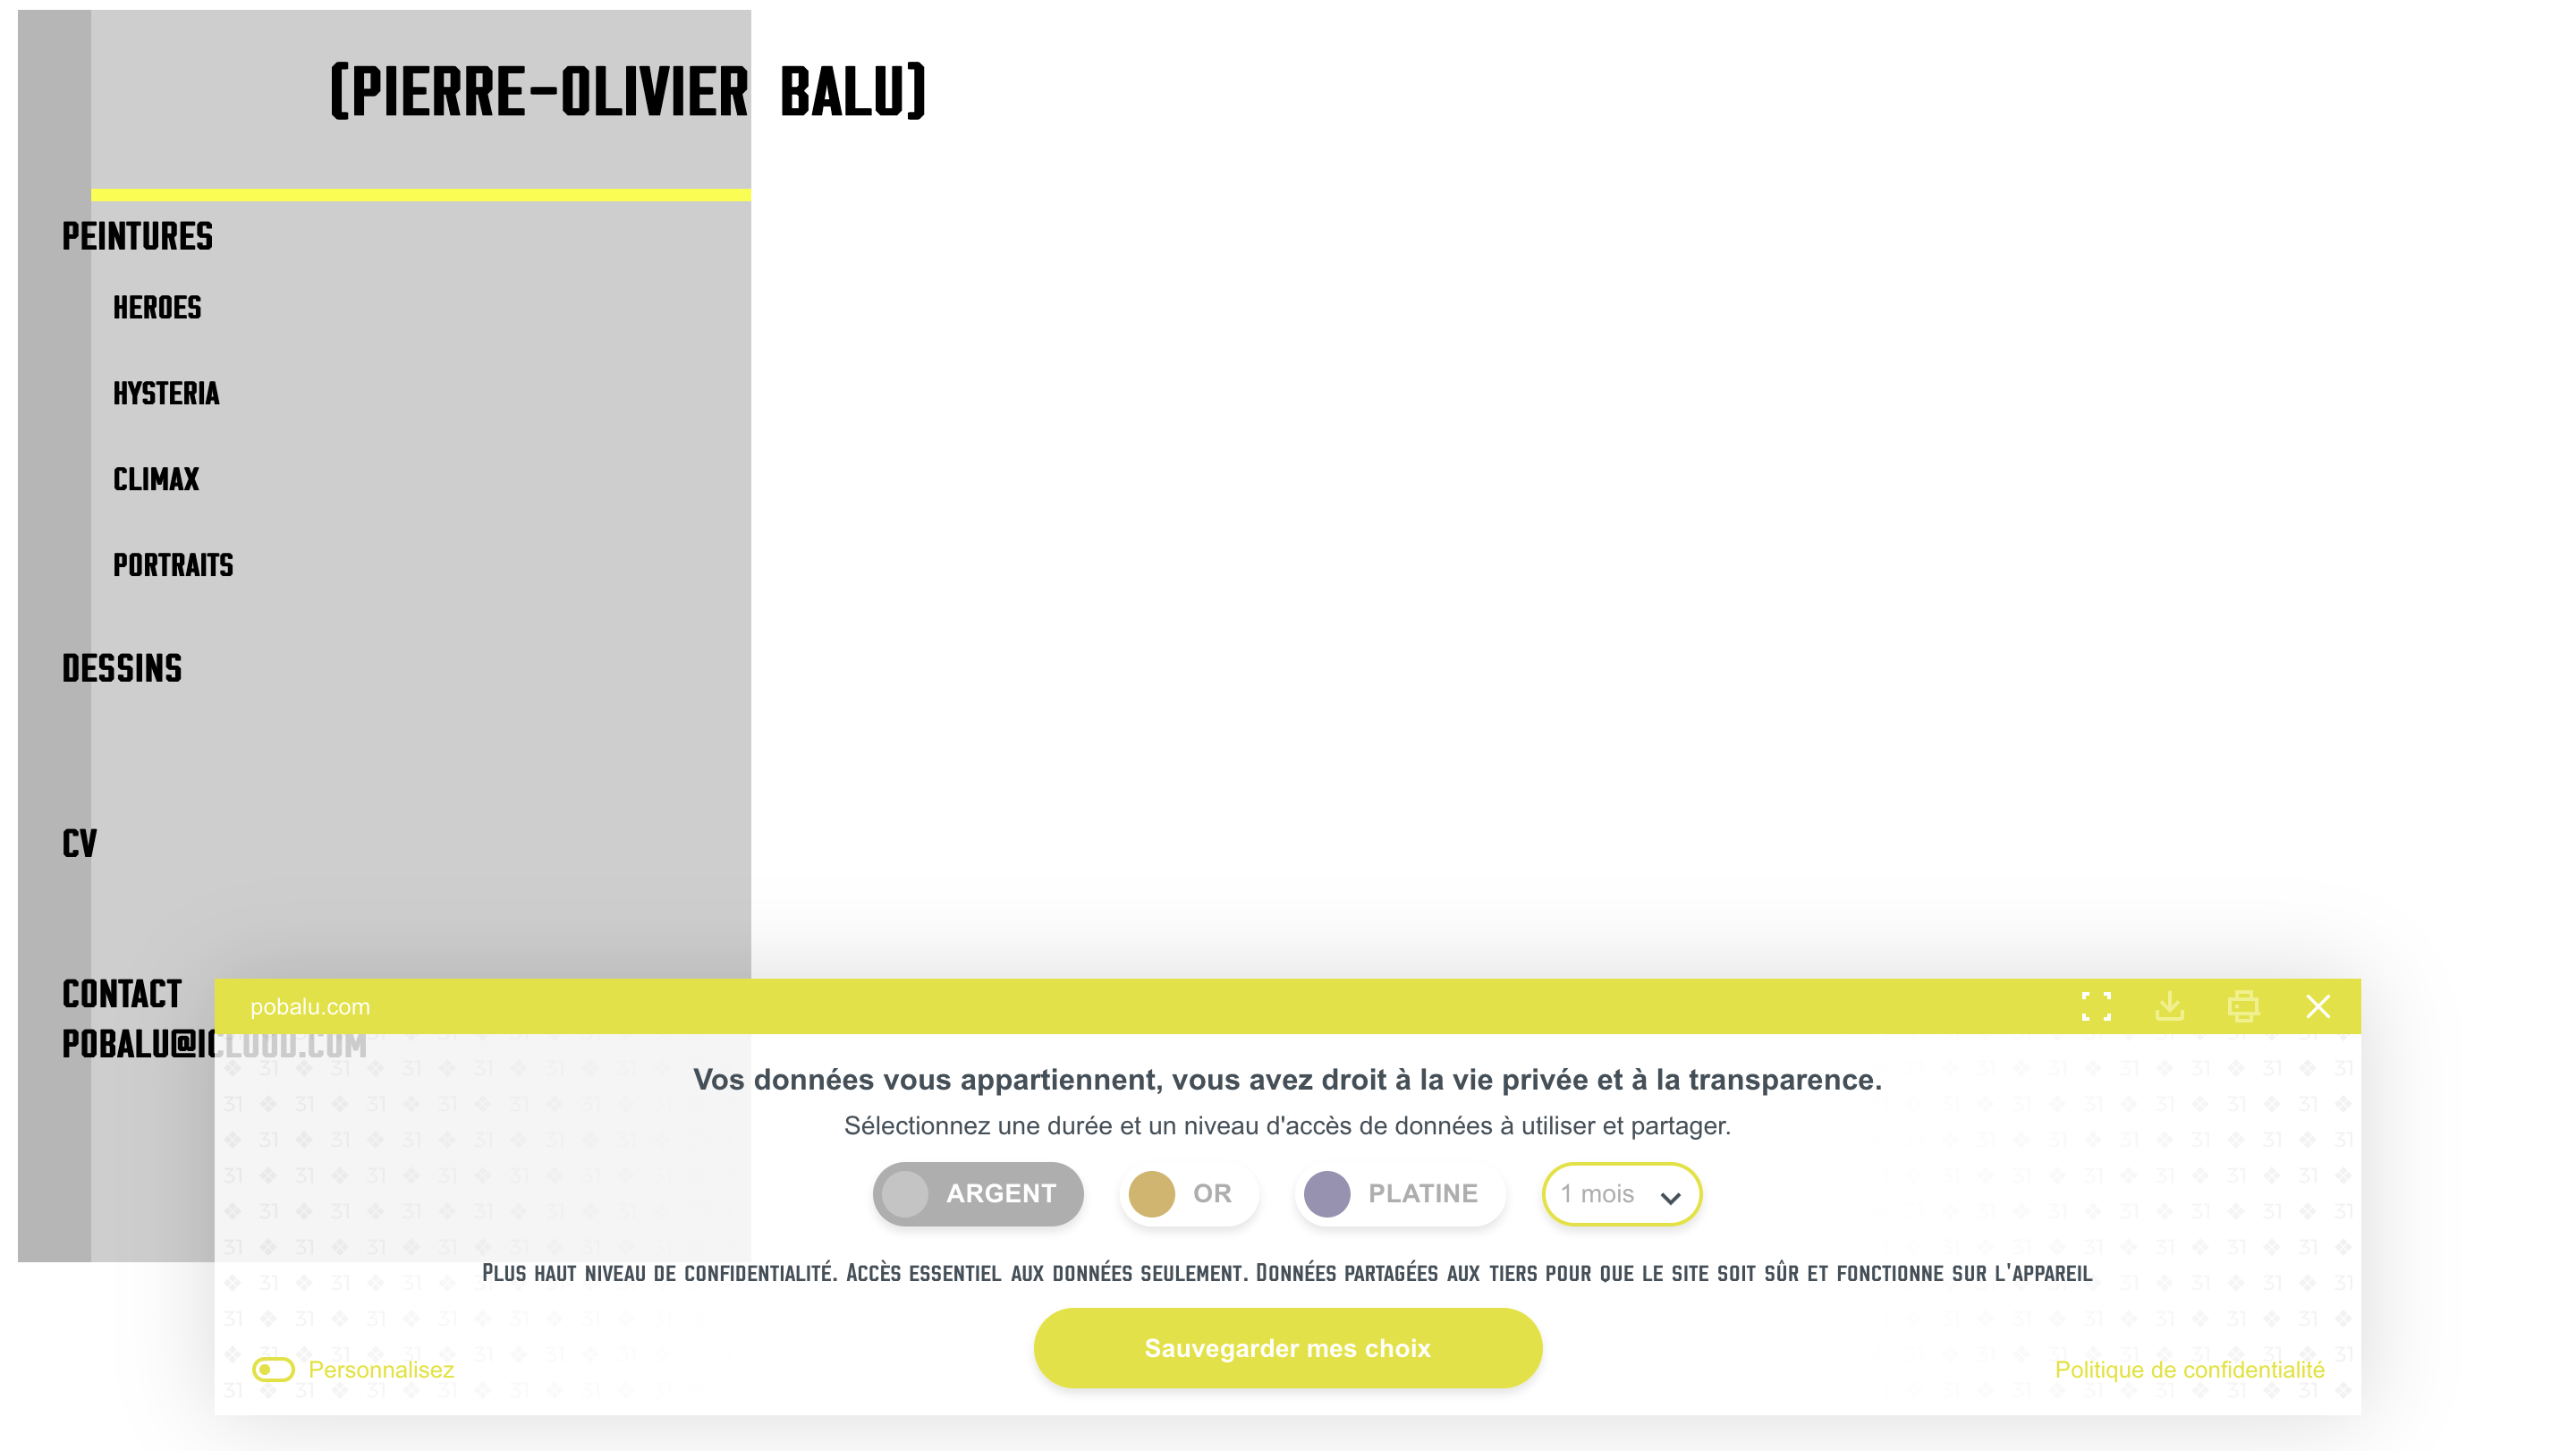 (PIERRE-OLIVIER BALU)
PEINTURES
HEROES
HYSTERIA
CLIMAX
PORTRAITS
DESSINS
CV
CONTACT
POBALU@ICLOUD.COM
pobalu.com
Vos données vous appartiennent, vous avez droit à la vie privée et à la transparence.
Sélectionnez une durée et un niveau d'accès de données à utiliser et partager.
ARGENT OR PLATINE 1 mois
Plus haut niveau de confidentialité. Accès essentiel aux données seulement. Données partagées aux tiers pour que le site soit sûr et fonctionne sur l'appareil
Sauvegarder mes choix
Personnalisez
Politique de confidentialité